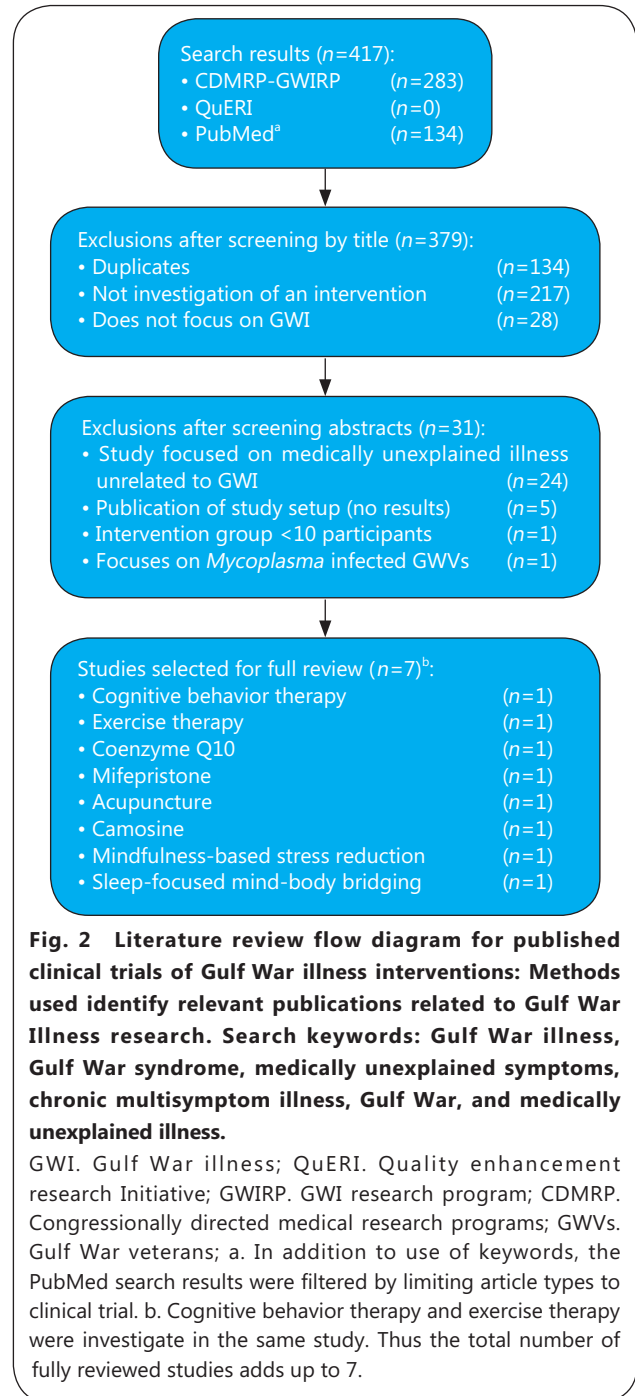 Search results (n=417):
• CDMRP-GWIRP (n=283)
• QuERI (n=0)
• PubMedᵃ (n=134)
Exclusions after screening by title (n=379):
• Duplicates (n=134)
• Not investigation of an intervention (n=217)
• Does not focus on GWI (n=28)
Exclusions after screening abstracts (n=31):
• Study focused on medically unexplained illness
unrelated to GWI (n=24)
• Publication of study setup (no results) (n=5)
• Intervention group <10 participants (n=1)
• Focuses on Mycoplasma infected GWVs (n=1)
Studies selected for full review (n=7)ᵇ:
• Cognitive behavior therapy (n=1)
• Exercise therapy (n=1)
• Coenzyme Q10 (n=1)
• Mifepristone (n=1)
• Acupuncture (n=1)
• Camosine (n=1)
• Mindfulness-based stress reduction (n=1)
• Sleep-focused mind-body bridging (n=1)
Fig. 2 Literature review flow diagram for published
clinical trials of Gulf War illness interventions: Methods
used identify relevant publications related to Gulf War
Illness research. Search keywords: Gulf War illness,
Gulf War syndrome, medically unexplained symptoms,
chronic multisymptom illness, Gulf War, and medically
unexplained illness.
GWI. Gulf War illness; QuERI. Quality enhancement
research Initiative; GWIRP. GWI research program; CDMRP.
Congressionally directed medical research programs; GWVs.
Gulf War veterans; a. In addition to use of keywords, the
PubMed search results were filtered by limiting article types to
clinical trial. b. Cognitive behavior therapy and exercise therapy
were investigate in the same study. Thus the total number of
fully reviewed studies adds up to 7.